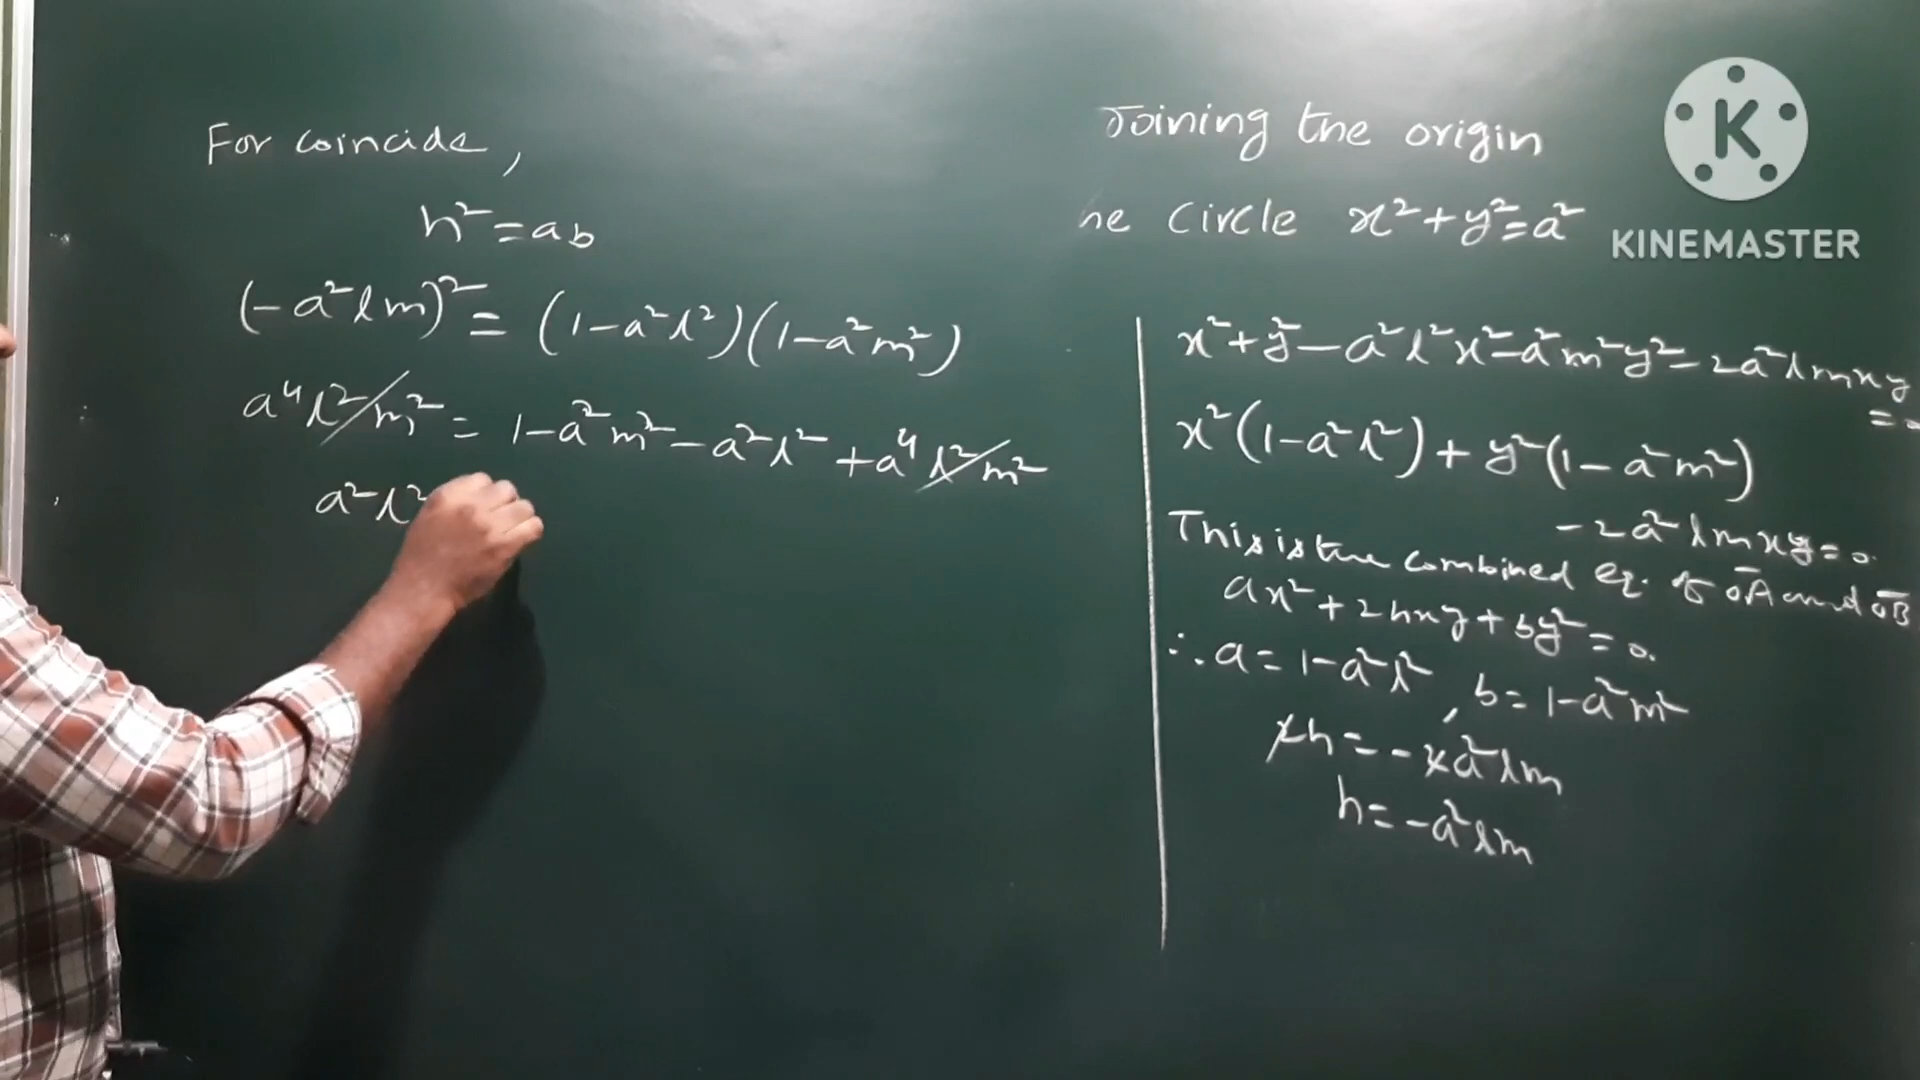 For coincide,
h² = ab
(-a²lm)² = (1-a²l²)(1-a²m²)
a⁴l²m² = 1-a²m²-a²l²+a⁴l²m²
a²l²
Joining the origin
he Circle x²+y²=a²
K
KINEMASTER
x²+y²-a²l²x²-a²m²y²-2a²lmxy
=0
x²(1-a²l²)+y²(1-a²m²)
-2a²lmxy=0.
This is the combined eq. of OA and OB
ax²+2hxy+by²=0.
∴ a=1-a²l², b=1-a²m²
2h=-2a²lm
h=-a²lm